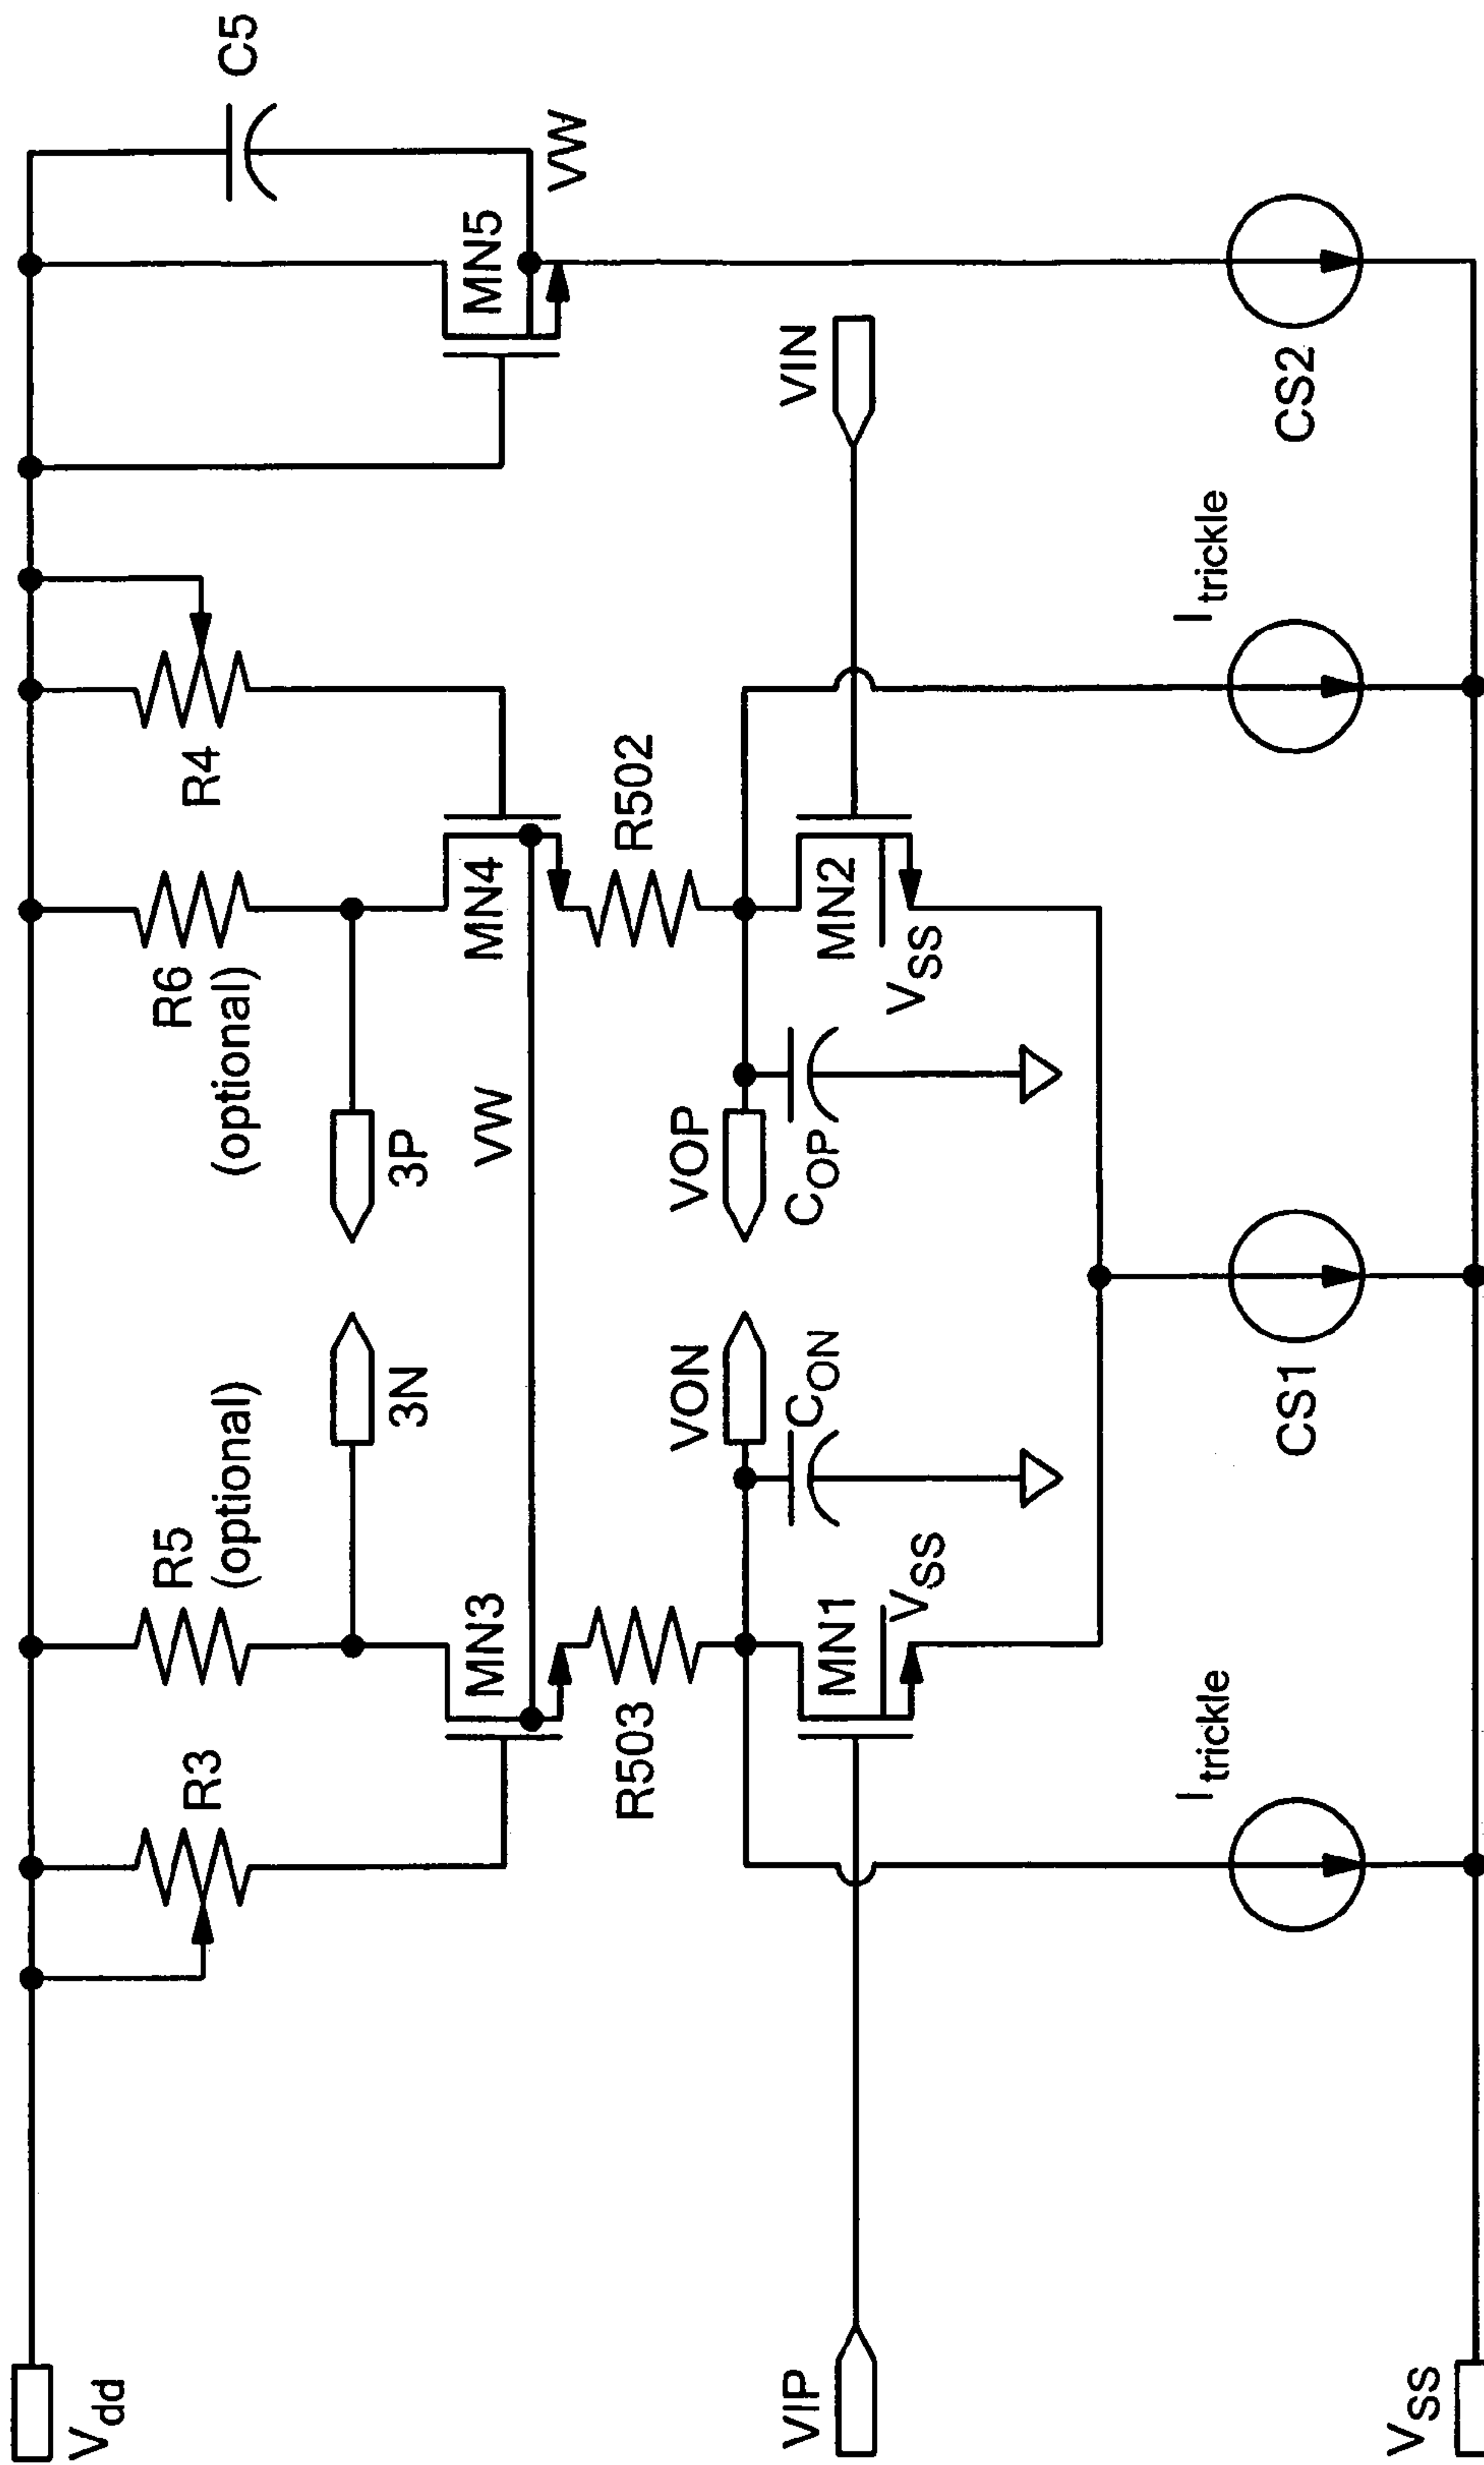 Vdd
R3
R5
(optional)
R6
(optional)
R4
C5
3N
3P
MN3
VW
MN4
MN5
VW
R503
VON
VOP
R502
VIP
MN1
CON
COP
MN2
VIN
VSS
VSS
Itrickle
CS1
Itrickle
CS2
VSS